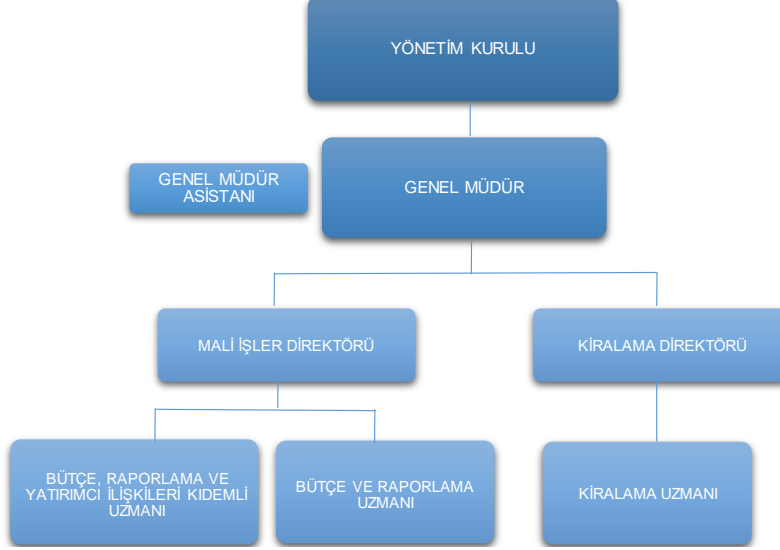 YÖNETİM KURULU
GENEL MÜDÜR
ASİSTANI
GENEL MÜDÜR
MALİ İŞLER DİREKTÖRÜ
KİRALAMA DİREKTÖRÜ
BÜTÇE, RAPORLAMA VE
YATIRIMCI İLİŞKİLERİ KIDEMLİ
UZMANI
BÜTÇE VE RAPORLAMA
UZMANI
KİRALAMA UZMANI